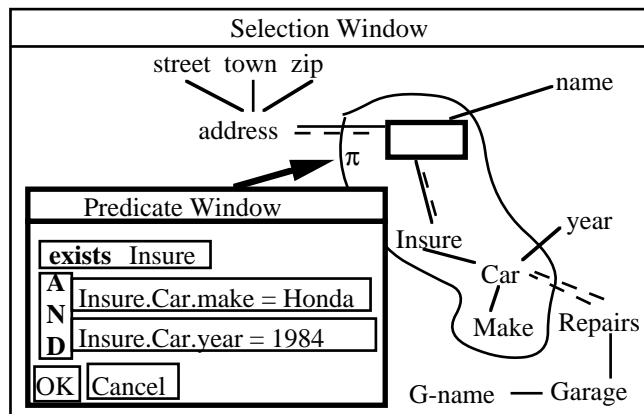 Selection Window
street town zip
name
address
π
Predicate Window
exists Insure
AND
Insure.Car.make = Honda
Insure.Car.year = 1984
OK Cancel
Insure
year
Car
Make
Repairs
G-name
Garage